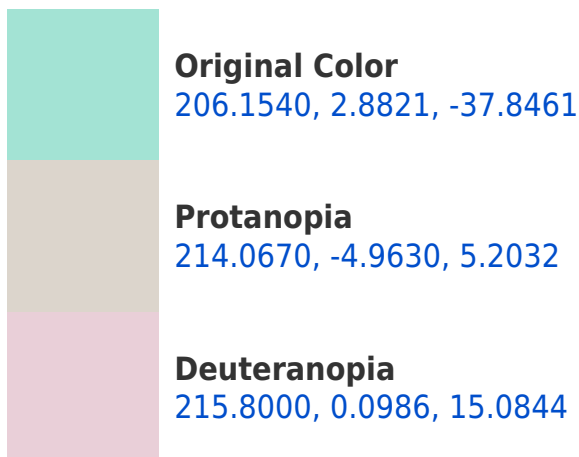 Original Color
206.1540, 2.8821, -37.8461
Protanopia
214.0670, -4.9630, 5.2032
Deuteranopia
215.8000, 0.0986, 15.0844